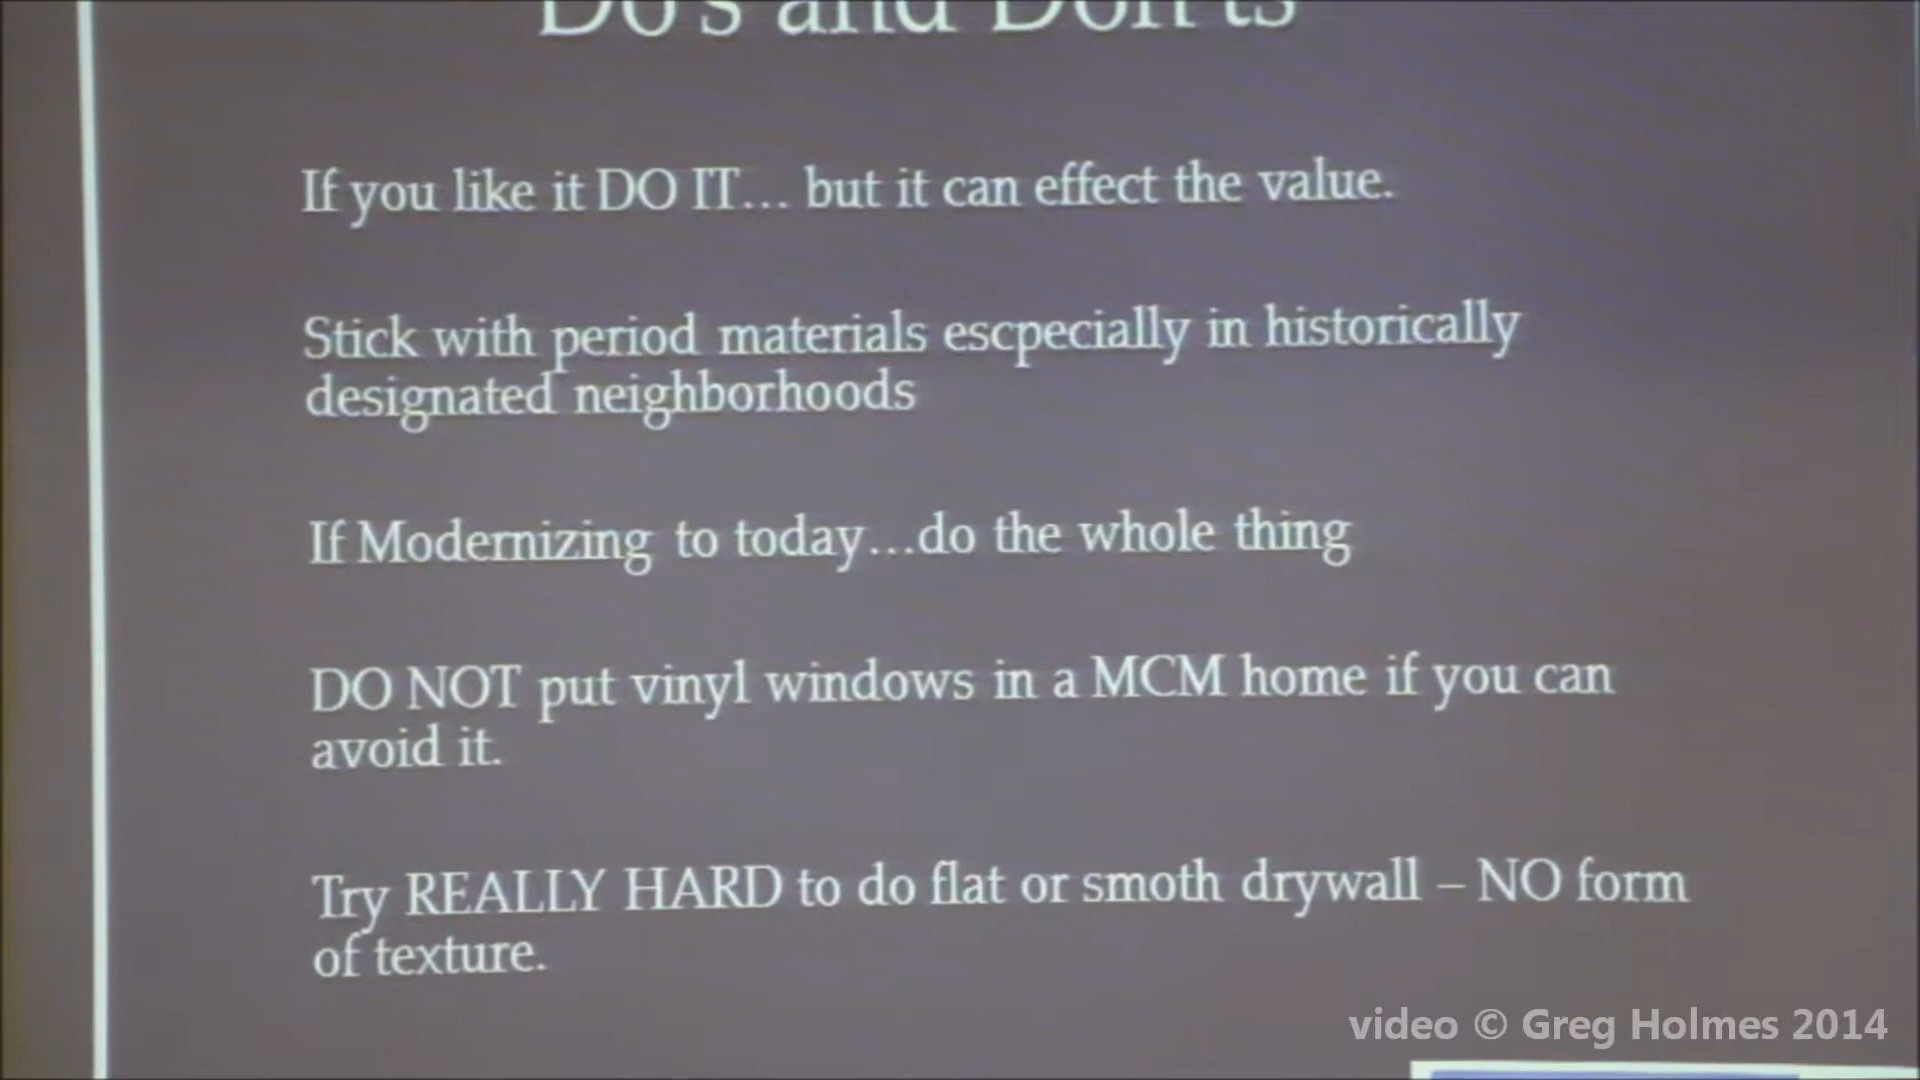 Do's and Don'ts
If you like it DO IT... but it can effect the value.
Stick with period materials escpecially in historically
designated neighborhoods
If Modernizing to today...do the whole thing
DO NOT put vinyl windows in a MCM home if you can
avoid it.
Try REALLY HARD to do flat or smoth drywall – NO form
of texture.
video © Greg Holmes 2014